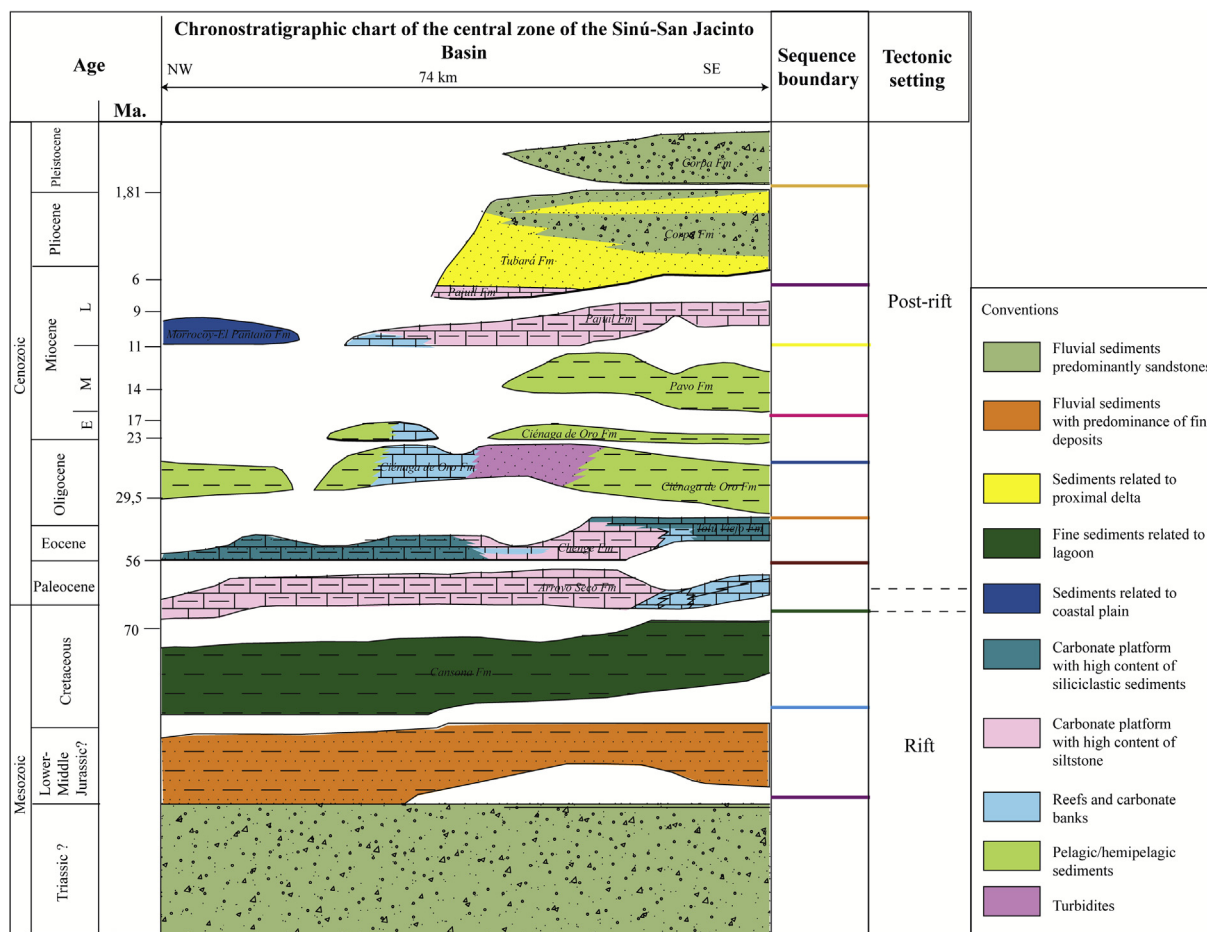 Chronostratigraphic chart of the central zone of the Sinú-San Jacinto
Basin
Age
Ma.
NW
74 km
SE
Sequence
boundary
Tectonic
setting
Cenozoic
Mesozoic
Pleistocene
Pliocene
Miocene
L
M
E
Oligocene
Eocene
Paleocene
Cretaceous
Lower-
Middle
Jurassic?
Triassic ?
1,81
6
9
11
14
17
23
29,5
56
70
Corpa Fm
Corpa Fm
Tubará Fm
Pajuil Fm
Pajuil Fm
Morrocoy-El Pantano Fm
Pavo Fm
Ciénaga de Oro Fm
Ciénaga de Oro Fm
Ciénaga de Oro Fm
Tolú Viejo Fm
Chengue Fm
Arroyo Seco Fm
Cansona Fm
Post-rift
Rift
Conventions
Fluvial sediments
predominantly sandstones
Fluvial sediments
with predominance of fin
deposits
Sediments related to
proximal delta
Fine sediments related to
lagoon
Sediments related to
coastal plain
Carbonate platform
with high content of
siliciclastic sediments
Carbonate platform
with high content of
siltstone
Reefs and carbonate
banks
Pelagic/hemipelagic
sediments
Turbidites